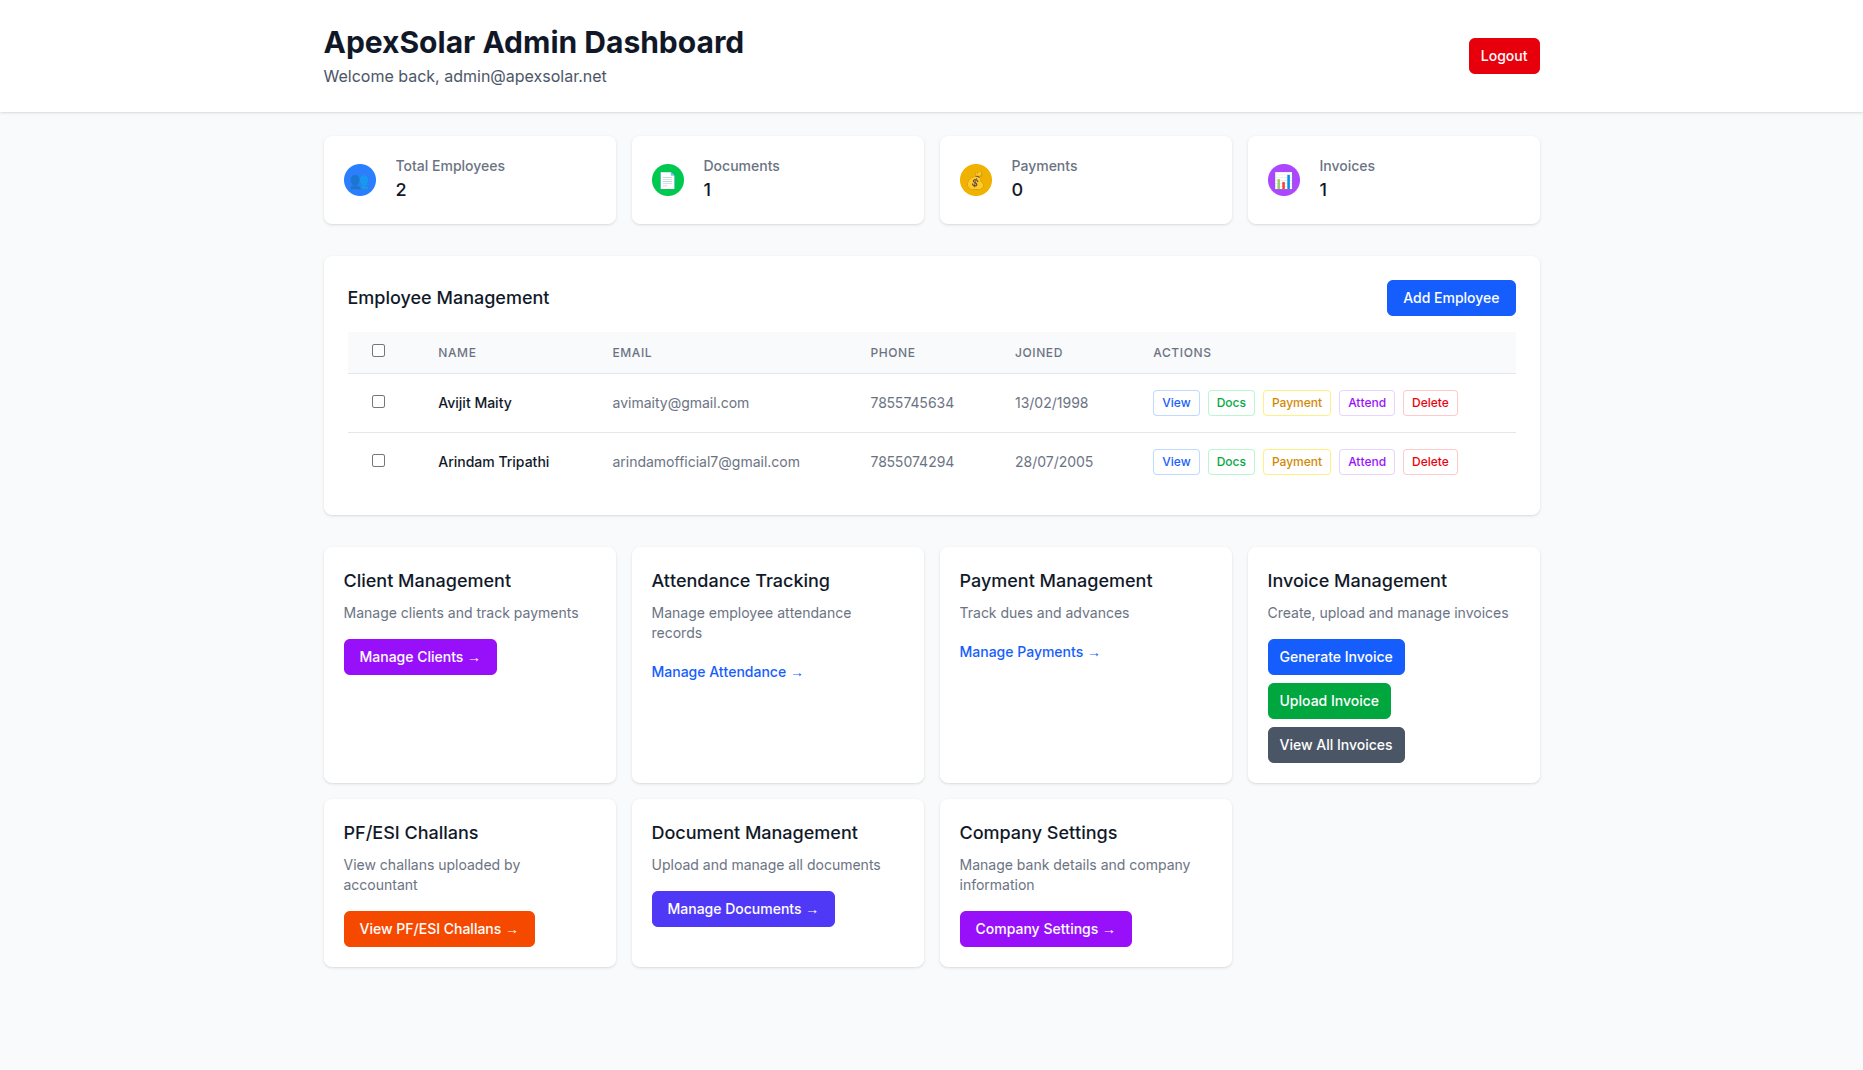 ApexSolar Admin Dashboard
Welcome back, admin@apexsolar.net
Logout
Total Employees
2
Documents
1
Payments
0
Invoices
1
Employee Management
Add Employee
NAME EMAIL PHONE JOINED ACTIONS
Avijit Maity avimaity@gmail.com 7855745634 13/02/1998 View Docs Payment Attend Delete
Arindam Tripathi arindamofficial7@gmail.com 7855074294 28/07/2005 View Docs Payment Attend Delete
Client Management
Manage clients and track payments
Manage Clients →
Attendance Tracking
Manage employee attendance
records
Manage Attendance →
Payment Management
Track dues and advances
Manage Payments →
Invoice Management
Create, upload and manage invoices
Generate Invoice
Upload Invoice
View All Invoices
PF/ESI Challans
View challans uploaded by
accountant
View PF/ESI Challans →
Document Management
Upload and manage all documents
Manage Documents →
Company Settings
Manage bank details and company
information
Company Settings →